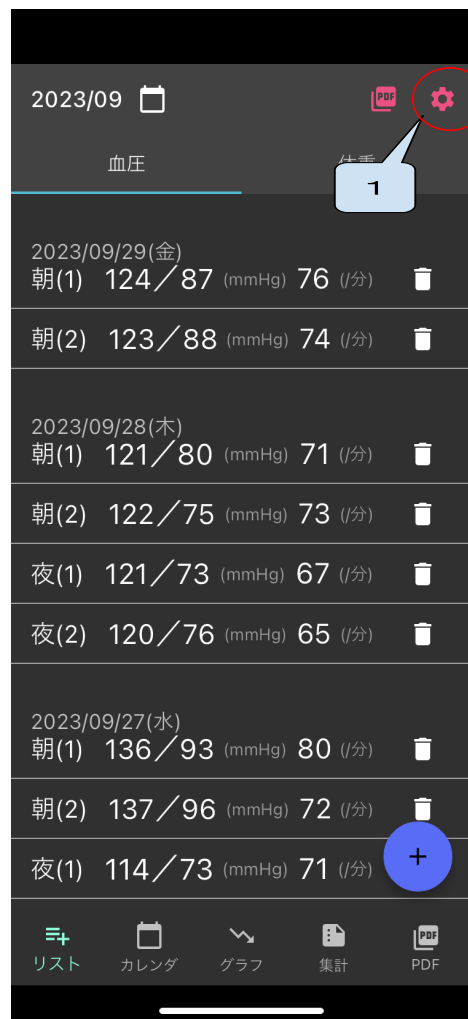 2023/09 PDF
血圧 体重
1
2023/09/29(金)
朝(1) 124／87 (mmHg) 76 (/分)
朝(2) 123／88 (mmHg) 74 (/分)
2023/09/28(木)
朝(1) 121／80 (mmHg) 71 (/分)
朝(2) 122／75 (mmHg) 73 (/分)
夜(1) 121／73 (mmHg) 67 (/分)
夜(2) 120／76 (mmHg) 65 (/分)
2023/09/27(水)
朝(1) 136／93 (mmHg) 80 (/分)
朝(2) 137／96 (mmHg) 72 (/分)
夜(1) 114／73 (mmHg) 71 (/分)
+
PDF
リスト カレンダ グラフ 集計 PDF